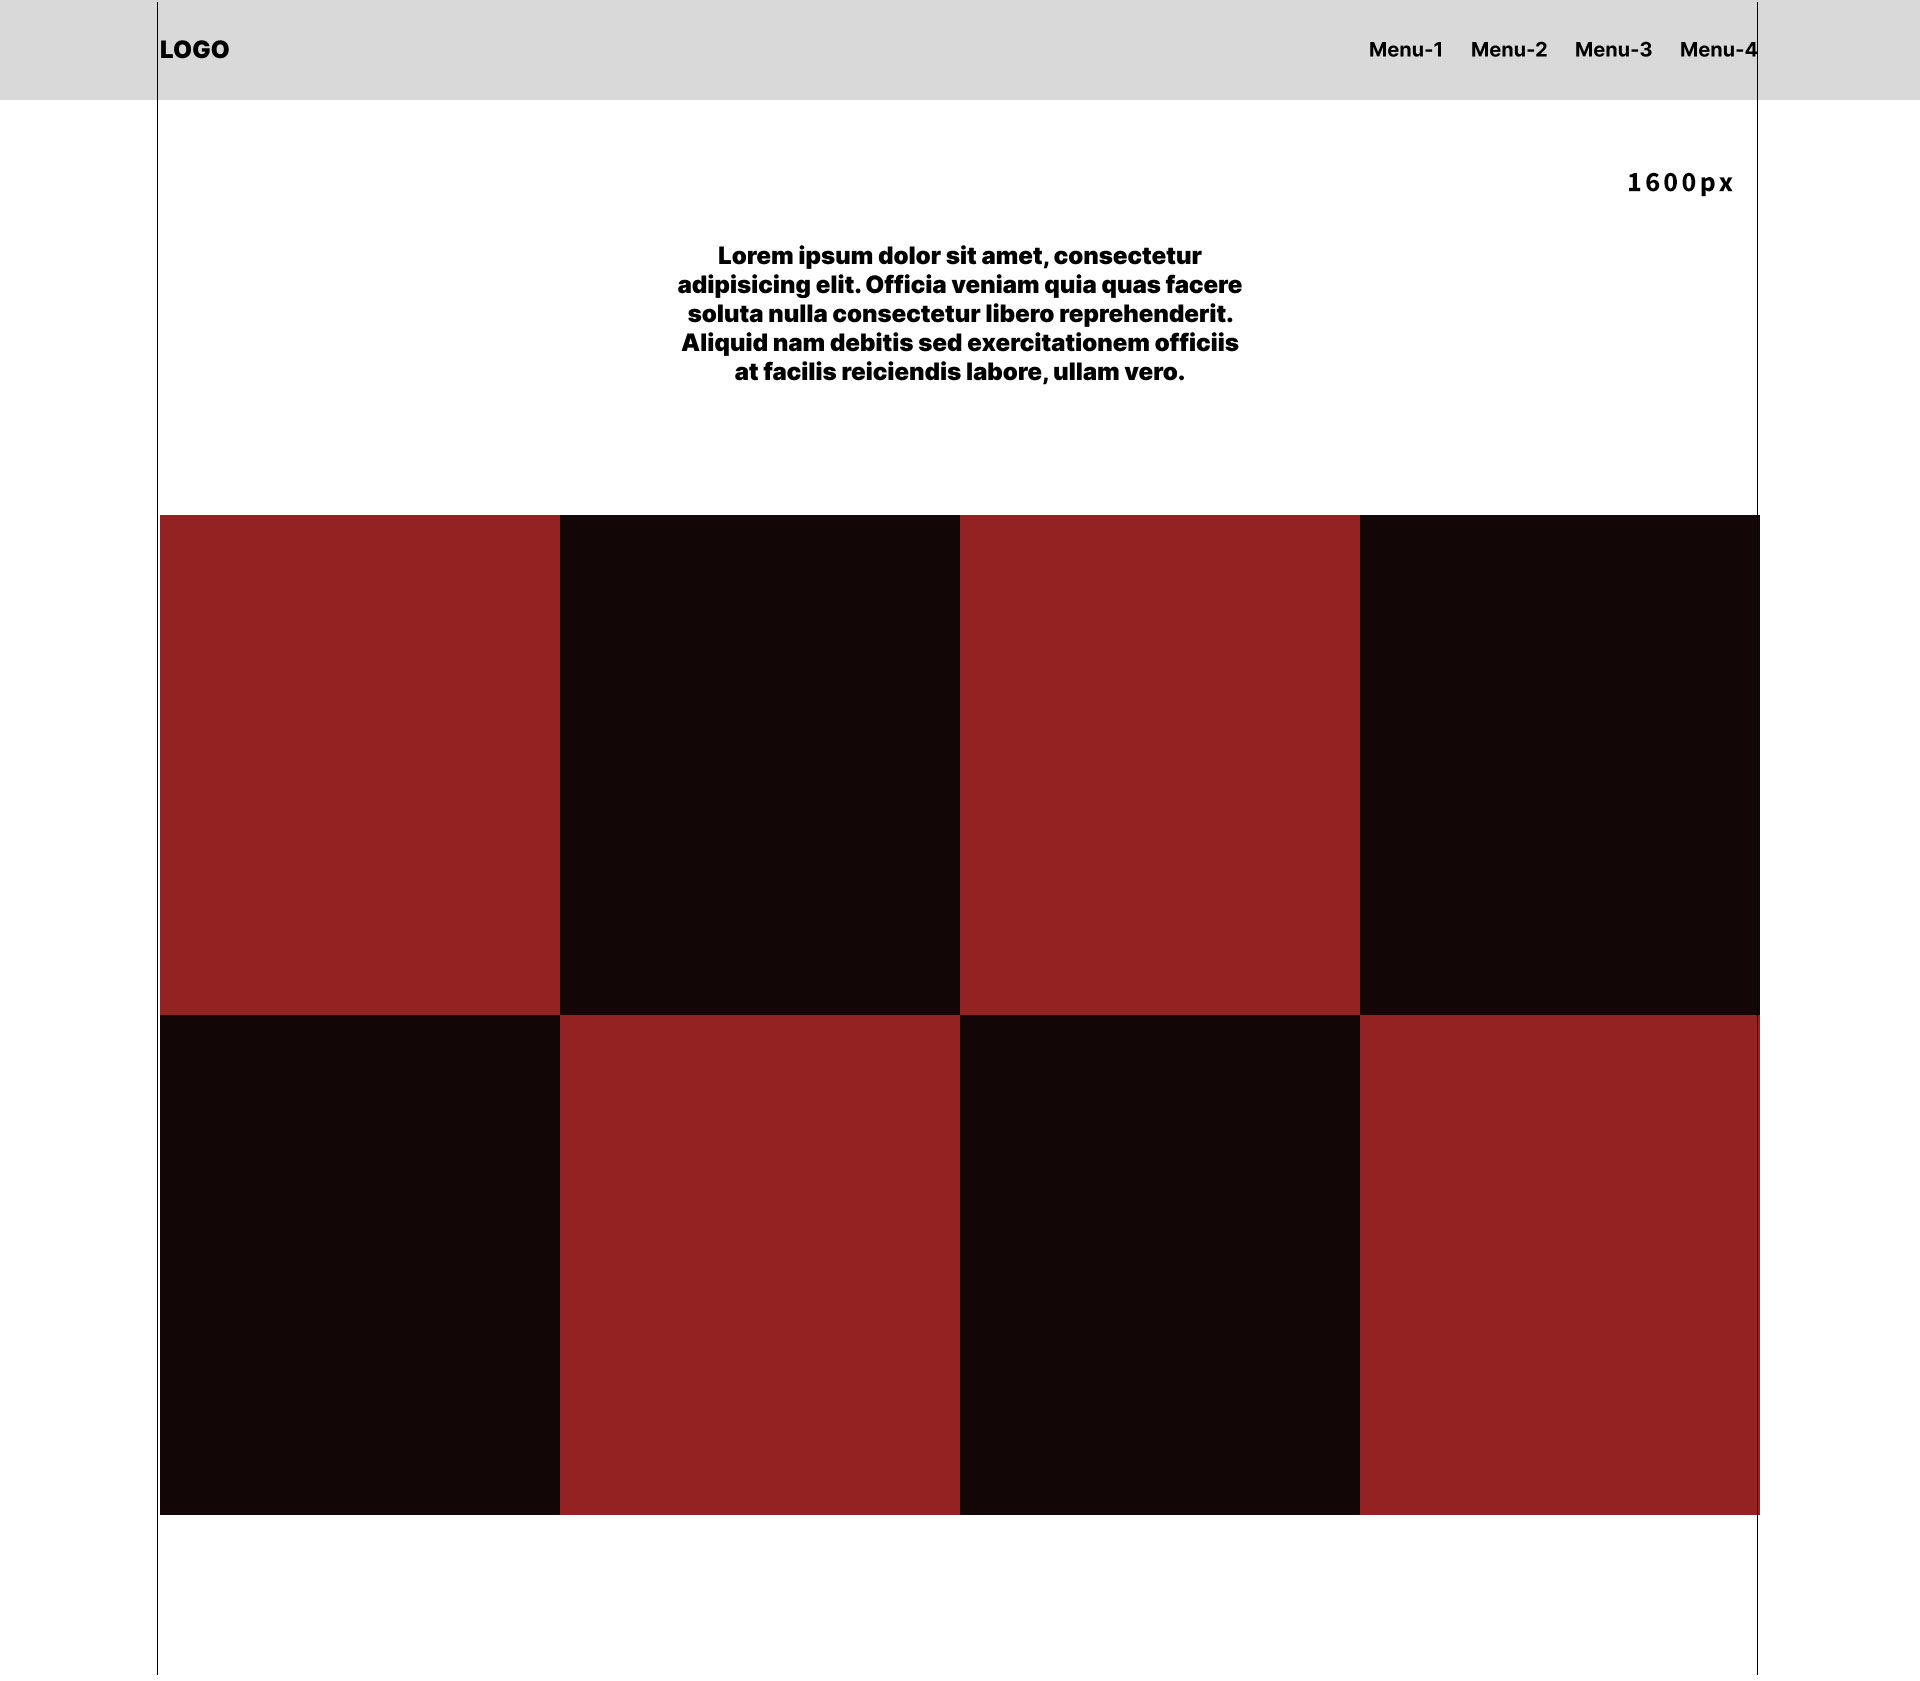 LOGO
Menu-1 Menu-2 Menu-3 Menu-4
1600px
Lorem ipsum dolor sit amet, consectetur
adipisicing elit. Officia veniam quia quas facere
soluta nulla consectetur libero reprehenderit.
Aliquid nam debitis sed exercitationem officiis
at facilis reiciendis labore, ullam vero.